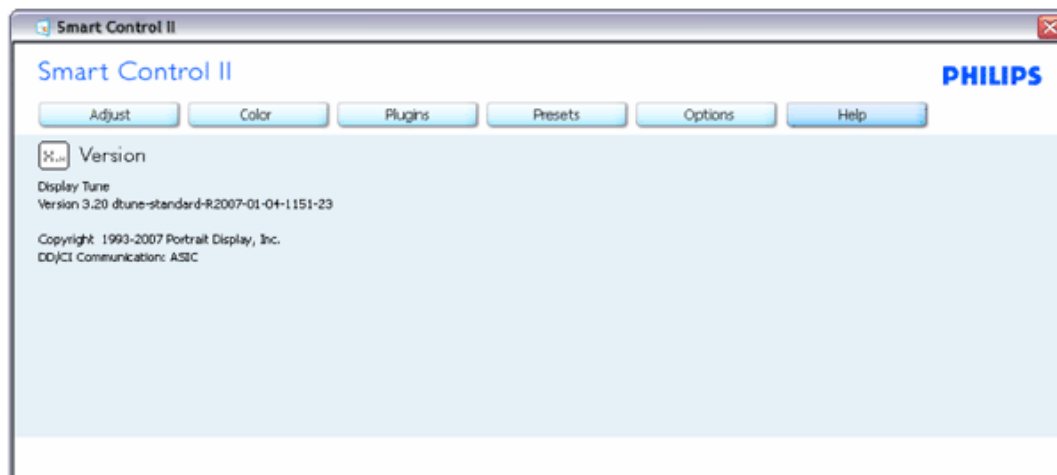 Smart Control II
Smart Control II
PHILIPS
Adjust Color Plugins Presets Options Help
Version
Display Tune
Version 3.20 dtune-standard-R2007-01-04-1151-23
Copyright 1993-2007 Portrait Display, Inc.
DD/CI Communication: ASIC